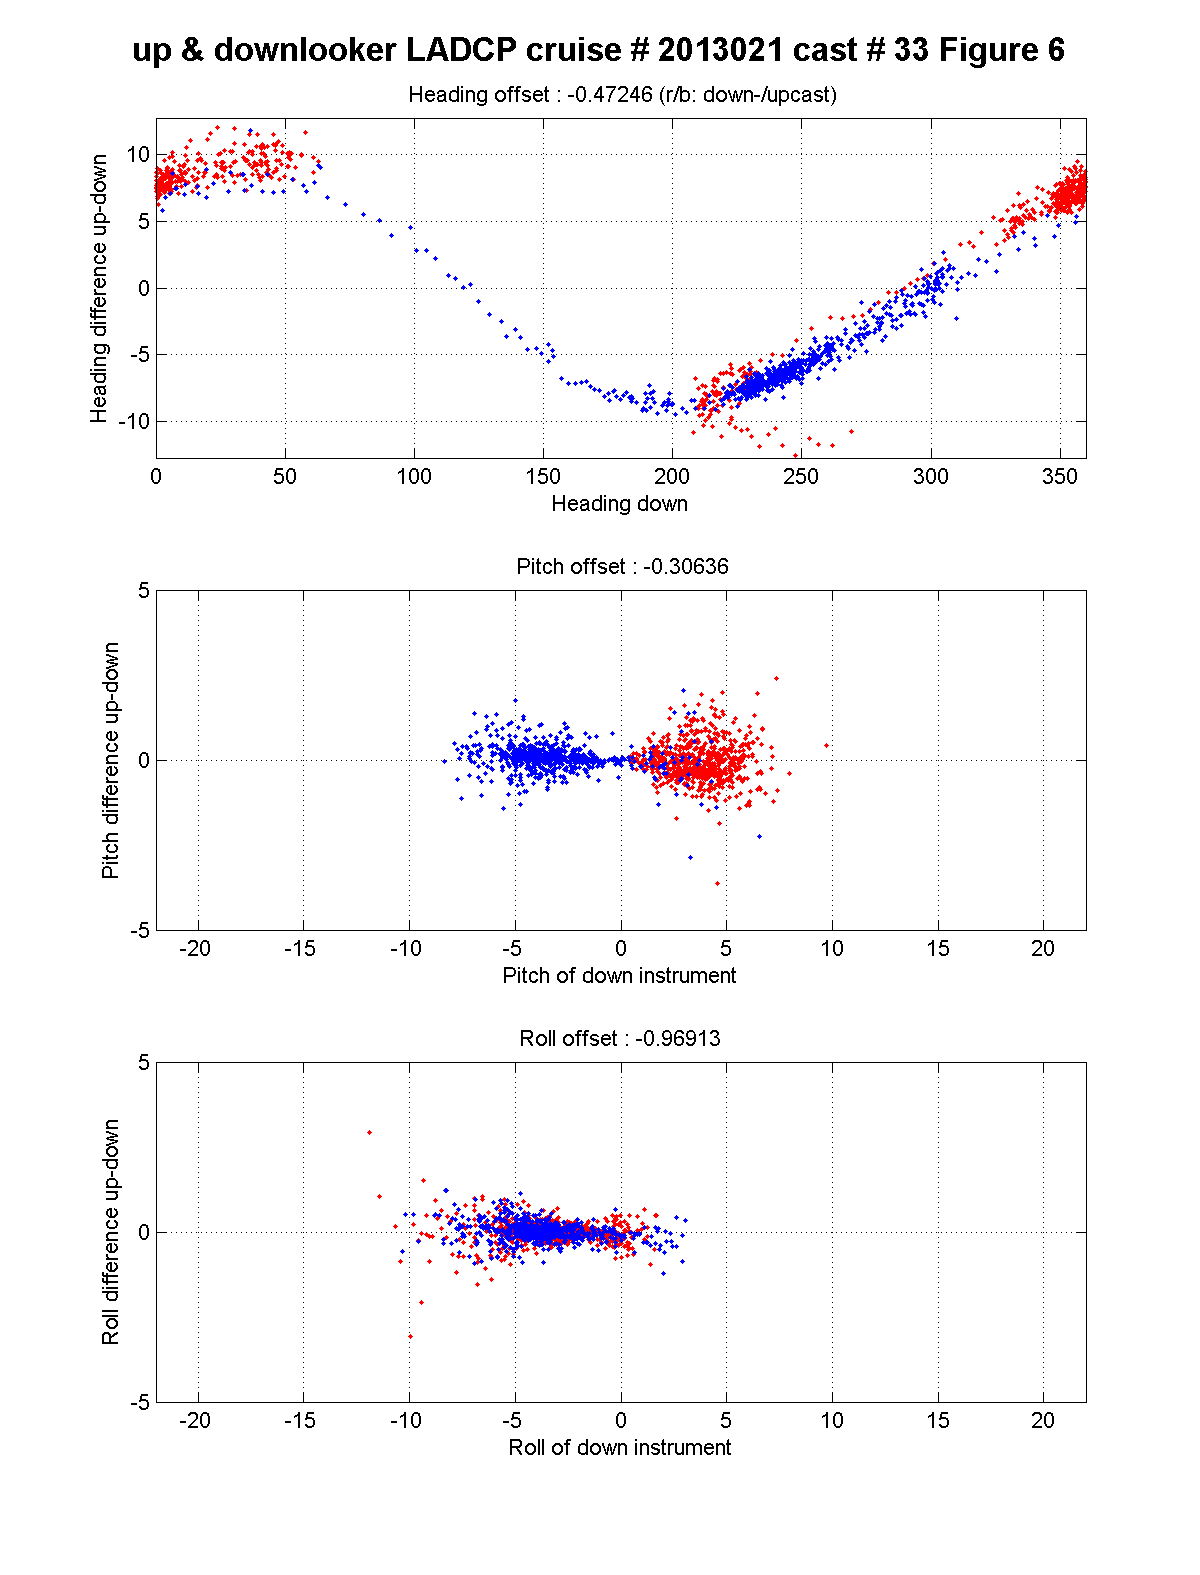 up & downlooker LADCP cruise # 2013021 cast # 33 Figure 6
Heading offset : -0.47246 (r/b: down-/upcast)
Heading difference up-down
10
5
0
-5
-10
0 50 100 150 200 250 300 350
Heading down
Pitch offset : -0.30636
Pitch difference up-down
5
0
-5
-20 -15 -10 -5 0 5 10 15 20
Pitch of down instrument
Roll offset : -0.96913
Roll difference up-down
5
0
-5
-20 -15 -10 -5 0 5 10 15 20
Roll of down instrument